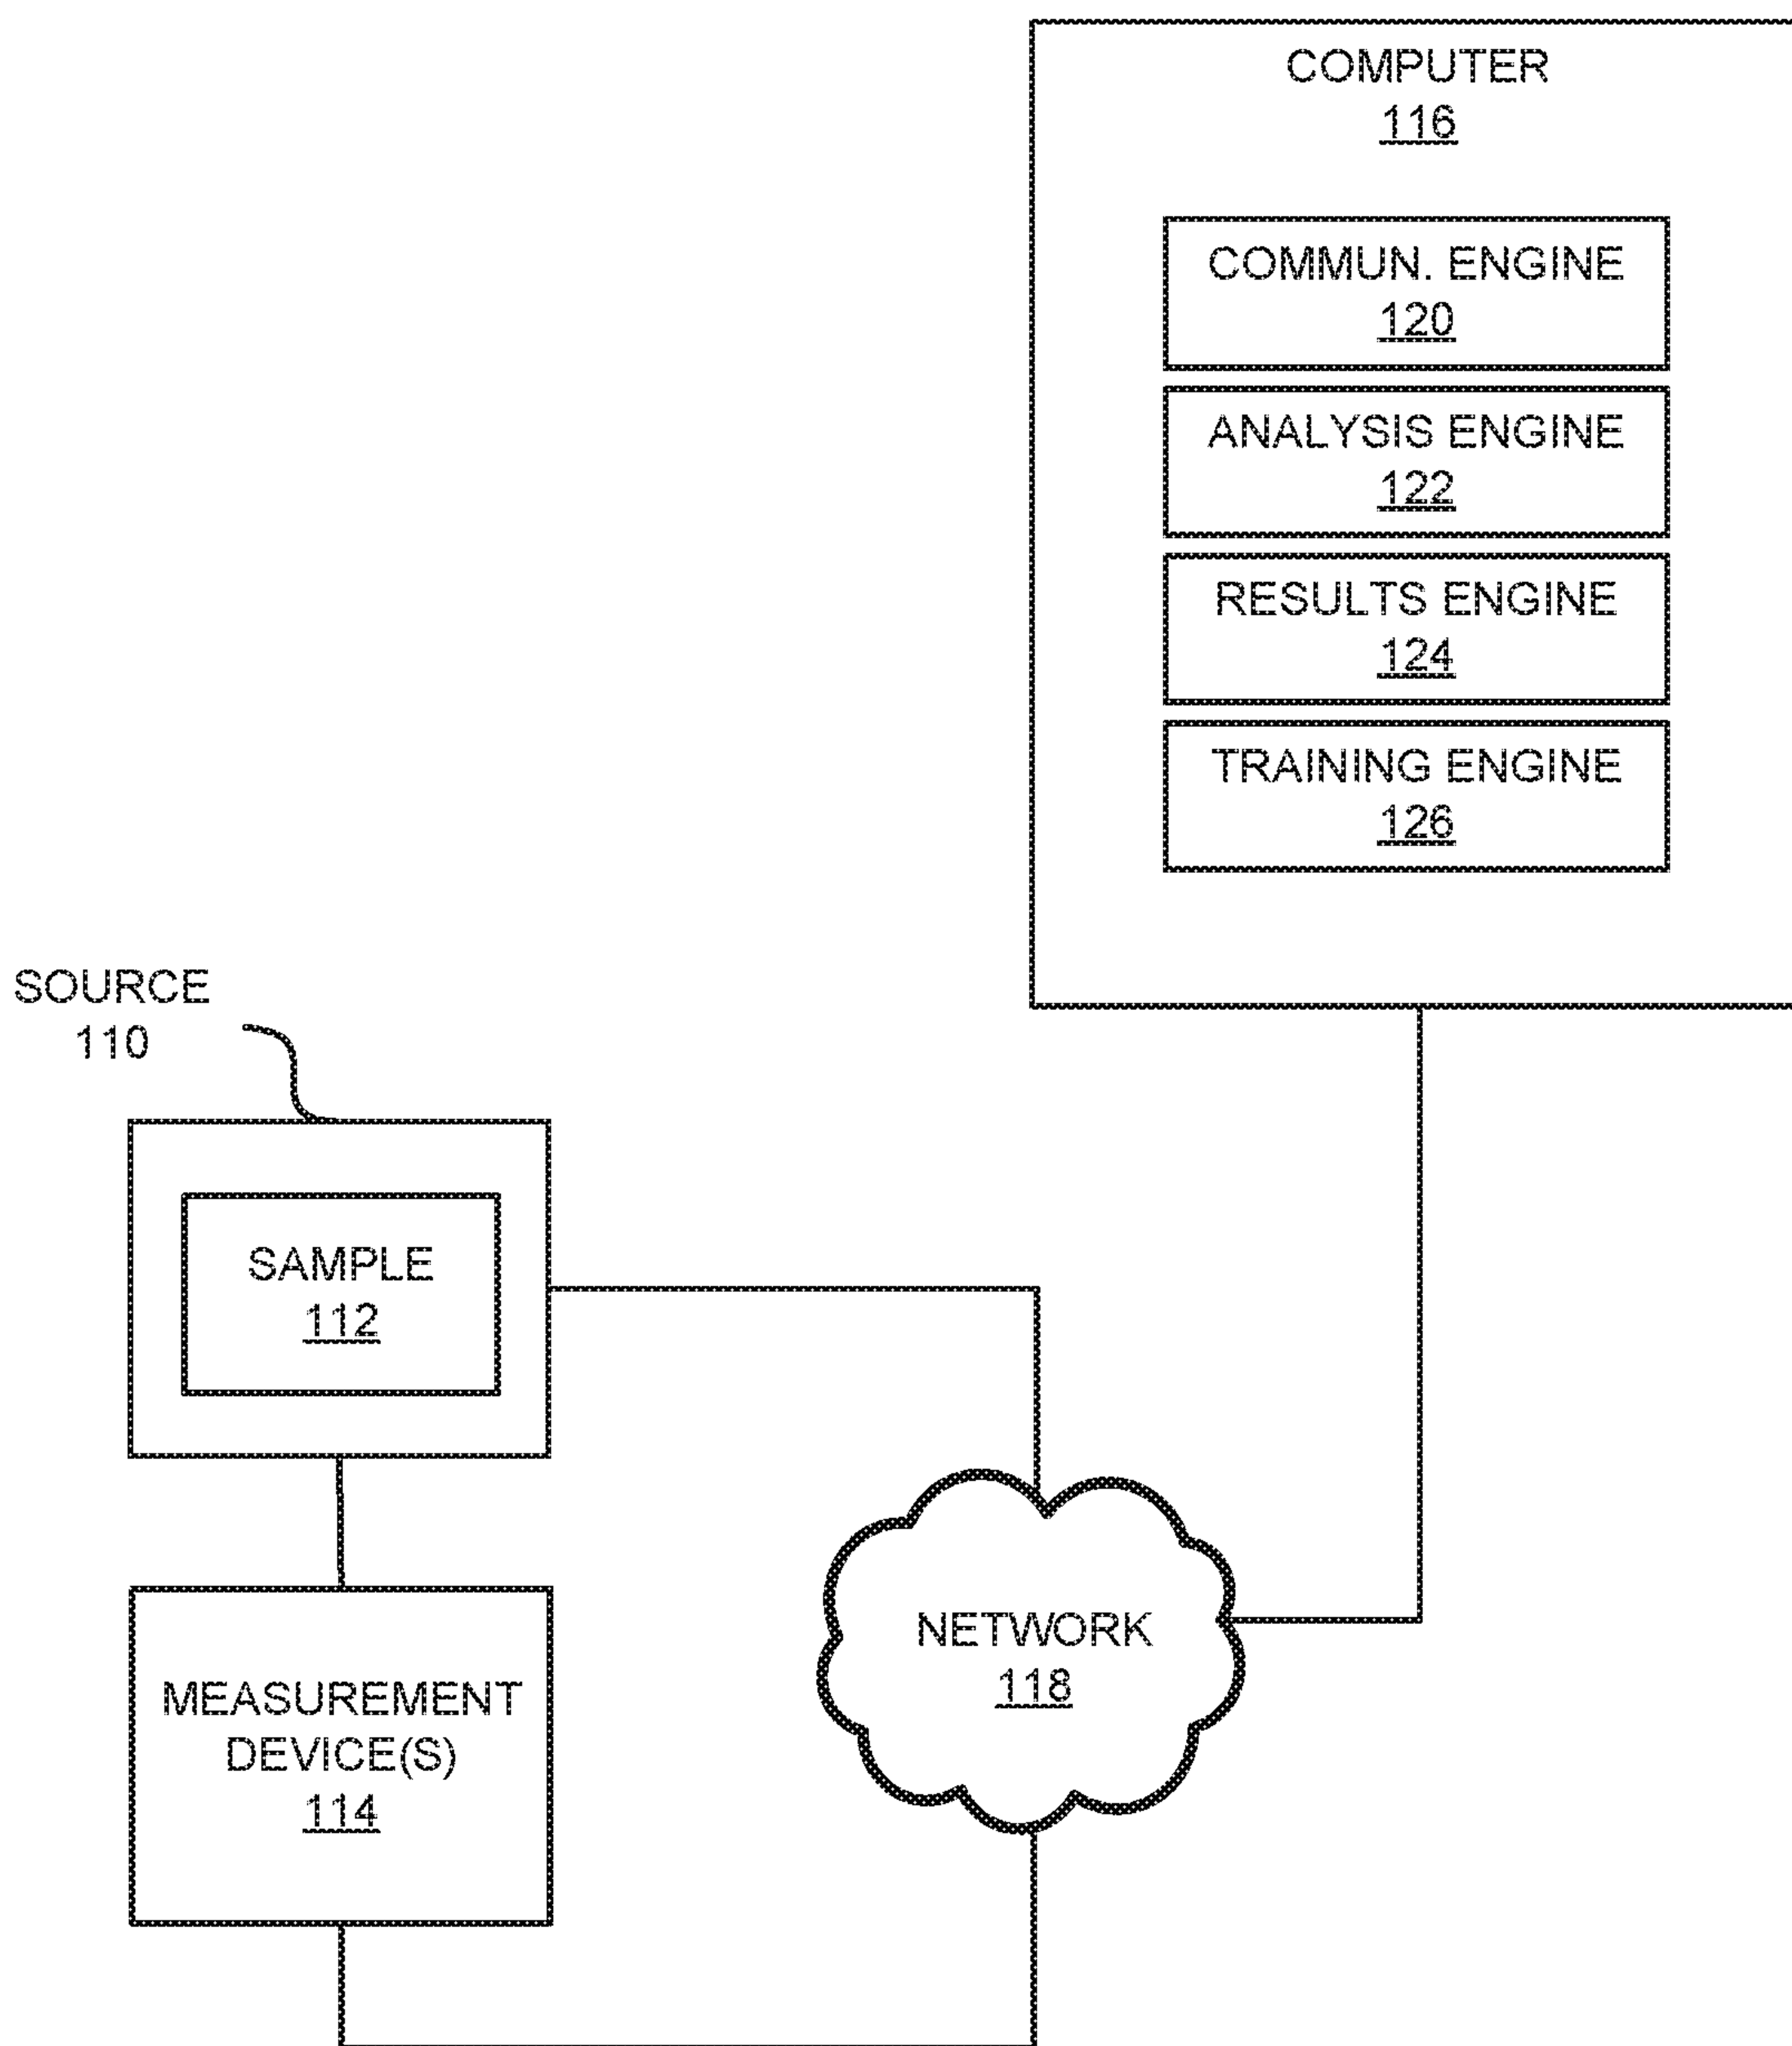 COMPUTER
116
COMMUN. ENGINE
120
ANALYSIS ENGINE
122
RESULTS ENGINE
124
TRAINING ENGINE
126
SOURCE
110
SAMPLE
112
NETWORK
118
MEASUREMENT
DEVICE(S)
114